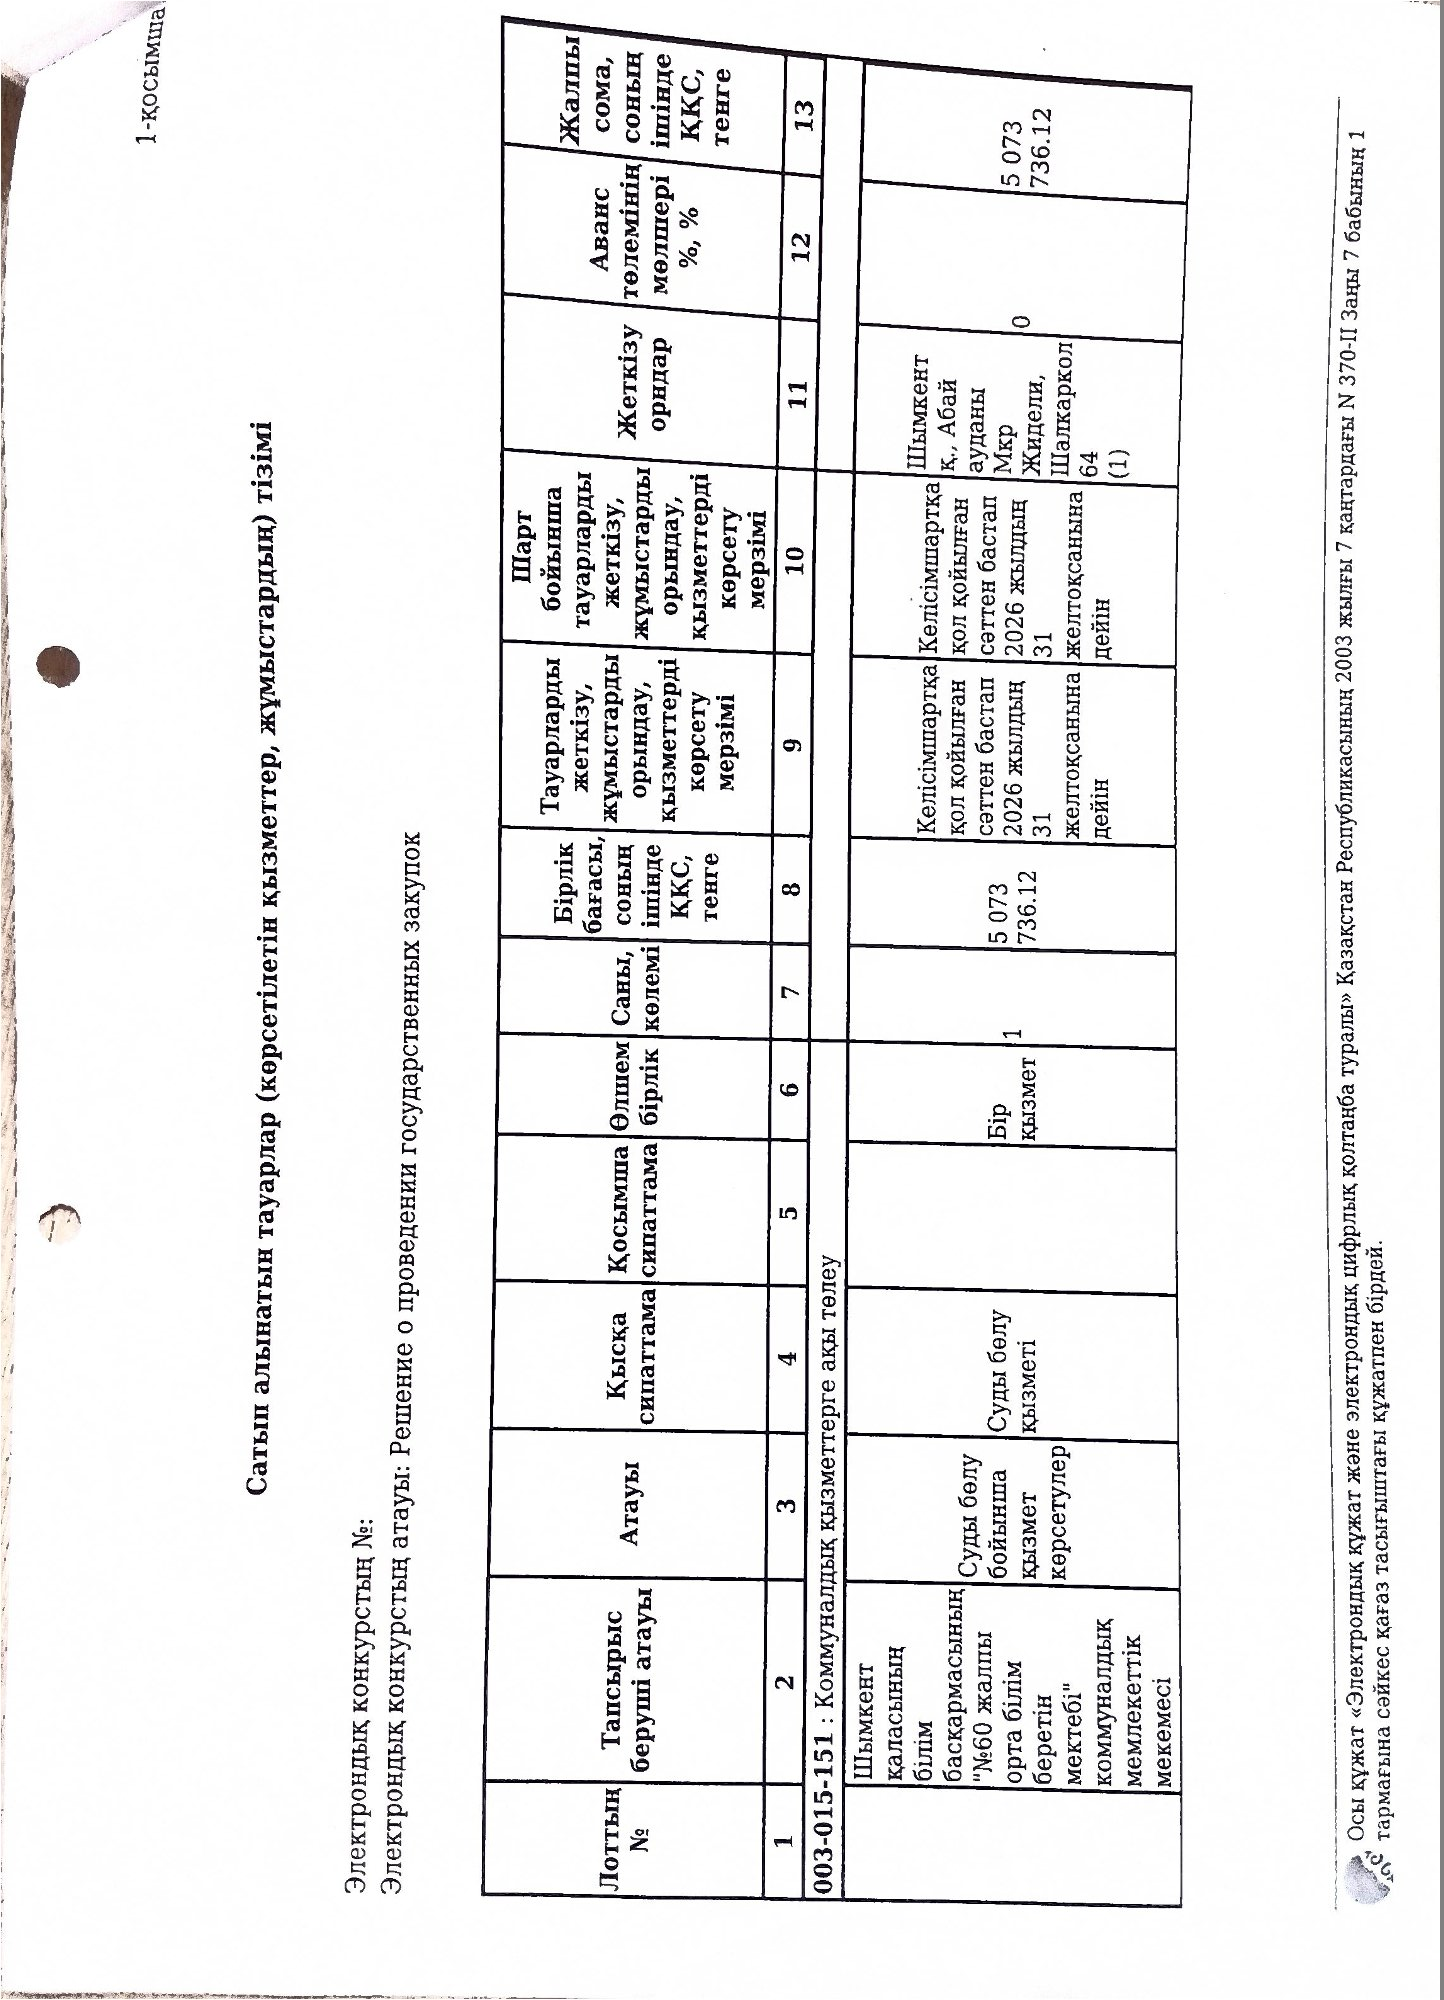 1-қосымша
Сатып алынатын тауарлар (көрсетілетін қызметтер, жұмыстардың) тізімі
Электрондық конкурстың №:
Электрондық конкурстың атауы: Решение о проведении государственных закупок
Лоттың
№
Тапсырыс
беруші атауы
Атауы
Қысқа
сипаттама
Қосымша
сипаттама
Өлшем
бірлік
Саны,
көлемі
Бірлік
бағасы,
соның
ішінде
ҚҚС,
тенге
Тауарларды
жеткізу,
жұмыстарды
орындау,
қызметтерді
көрсету
мерзімі
Шарт
бойынша
тауарларды
жеткізу,
жұмыстарды
орындау,
қызметтерді
көрсету
мерзімі
Жеткізу
орндар
Аванс
төлемінің
мөлшері
%, %
Жалпы
сома,
соның
ішінде
ҚҚС,
тенге
1 2 3 4 5 6 7 8 9 10 11 12 13
003-015-151 : Коммуналдық қызметтерге ақы төлеу
Шымкент
қаласының
білім
басқармасының
"№60 жалпы
орта білім
беретін
мектебі"
коммуналдық
мемлекеттік
мекемесі
Суды бөлу
бойынша
қызмет
көрсетулер
Суды бөлу
қызметі
Бір
қызмет
1
5 073
736.12
Келісімшартқа
қол қойылған
сәттен бастап
2026 жылдың
31
желтоқсанына
дейін
Келісімшартқа
қол қойылған
сәттен бастап
2026 жылдың
31
желтоқсанына
дейін
Шымкент
қ., Абай
ауданы
Мкр
Жидели,
Шалкаркол
64
(1)
0
5 073
736.12
Осы құжат «Электрондық құжат және электрондық цифрлық қолтаңба туралы» Қазақстан Республикасының 2003 жылғы 7 қаңтардағы N 370-II Заңы 7 бабының 1
тармағына сәйкес қағаз тасығыштағы құжатпен бірдей.